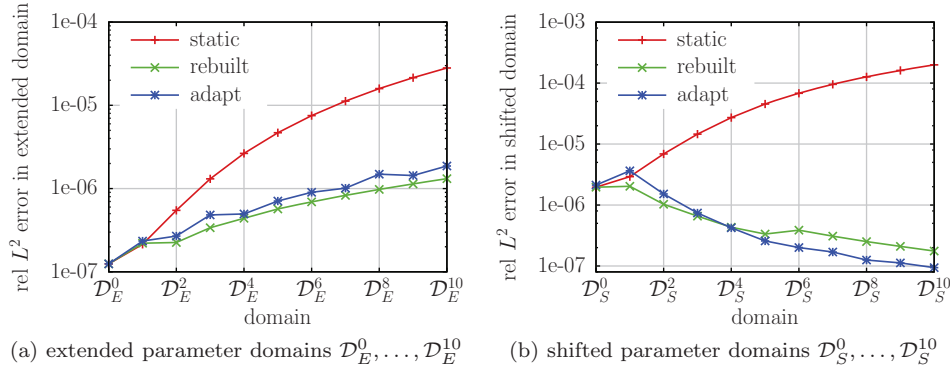 1e-04
1e-05
1e-06
1e-07
rel L² error in extended domain
static
rebuilt
adapt
𝒟_E^0 𝒟_E^2 𝒟_E^4 𝒟_E^6 𝒟_E^8 𝒟_E^10
domain
(a) extended parameter domains 𝒟_E^0, . . . , 𝒟_E^10
1e-03
1e-04
1e-05
1e-06
1e-07
rel L² error in shifted domain
static
rebuilt
adapt
𝒟_S^0 𝒟_S^2 𝒟_S^4 𝒟_S^6 𝒟_S^8 𝒟_S^10
domain
(b) shifted parameter domains 𝒟_S^0, . . . , 𝒟_S^10